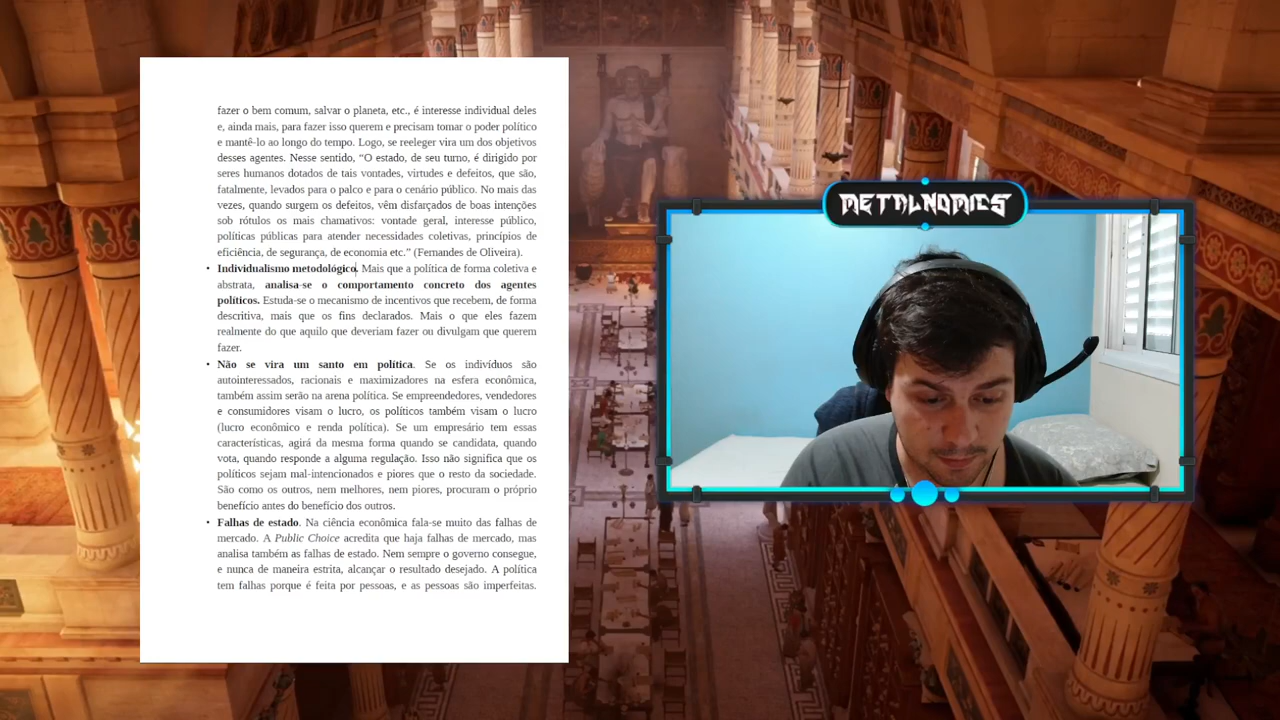 fazer o bem comum, salvar o planeta, etc., é interesse individual deles
e, ainda mais, para fazer isso querem e precisam tomar o poder político
e mantê-lo ao longo do tempo. Logo, se reeleger vira um dos objetivos
desses agentes. Nesse sentido, “O estado, de seu turno, é dirigido por
seres humanos dotados de tais vontades, virtudes e defeitos, que são,
fatalmente, levados para o palco e para o cenário público. No mais das
vezes, quando surgem os defeitos, vêm disfarçados de boas intenções
sob rótulos os mais chamativos: vontade geral, interesse público,
políticas públicas para atender necessidades coletivas, princípios de
eficiência, de segurança, de economia etc.” (Fernandes de Oliveira).
• Individualismo metodológico. Mais que a política de forma coletiva e
abstrata, analisa-se o comportamento concreto dos agentes
políticos. Estuda-se o mecanismo de incentivos que recebem, de forma
descritiva, mais que os fins declarados. Mais o que eles fazem
realmente do que aquilo que deveriam fazer ou divulgam que querem
fazer.
• Não se vira um santo em política. Se os indivíduos são
autointeressados, racionais e maximizadores na esfera econômica,
também assim serão na arena política. Se empreendedores, vendedores
e consumidores visam o lucro, os políticos também visam o lucro
(lucro econômico e renda política). Se um empresário tem essas
características, agirá da mesma forma quando se candidata, quando
vota, quando responde a alguma regulação. Isso não significa que os
políticos sejam mal-intencionados e piores que o resto da sociedade.
São como os outros, nem melhores, nem piores, procuram o próprio
benefício antes do benefício dos outros.
• Falhas de estado. Na ciência econômica fala-se muito das falhas de
mercado. A Public Choice acredita que haja falhas de mercado, mas
analisa também as falhas de estado. Nem sempre o governo consegue,
e nunca de maneira estrita, alcançar o resultado desejado. A política
tem falhas porque é feita por pessoas, e as pessoas são imperfeitas.
METALNOMICS